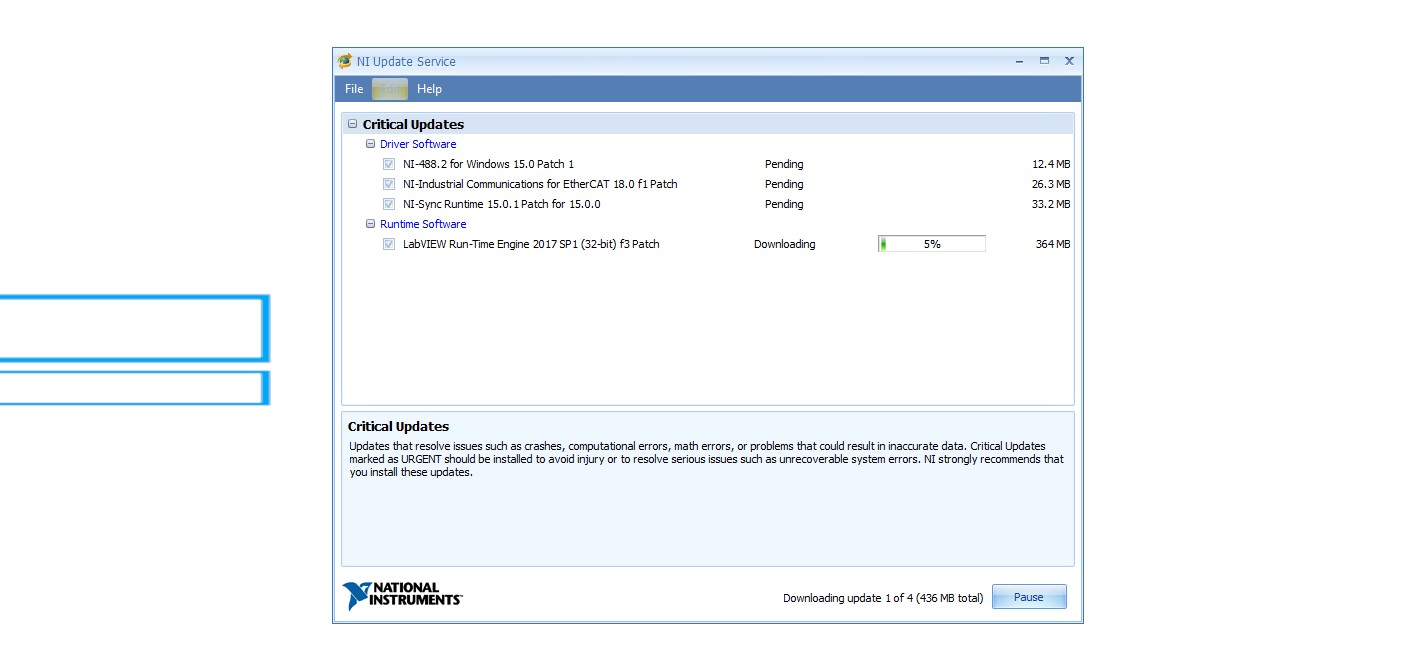 NI Update Service
File Help
Critical Updates
Driver Software
NI-488.2 for Windows 15.0 Patch 1 Pending 12.4 MB
NI-Industrial Communications for EtherCAT 18.0 f1 Patch Pending 26.3 MB
NI-Sync Runtime 15.0.1 Patch for 15.0.0 Pending 33.2 MB
Runtime Software
LabVIEW Run-Time Engine 2017 SP1 (32-bit) f3 Patch Downloading 5% 364 MB
Critical Updates
Updates that resolve issues such as crashes, computational errors, math errors, or problems that could result in inaccurate data. Critical Updates
marked as URGENT should be installed to avoid injury or to resolve serious issues such as unrecoverable system errors. NI strongly recommends that
you install these updates.
NATIONAL
INSTRUMENTS™
Downloading update 1 of 4 (436 MB total) Pause